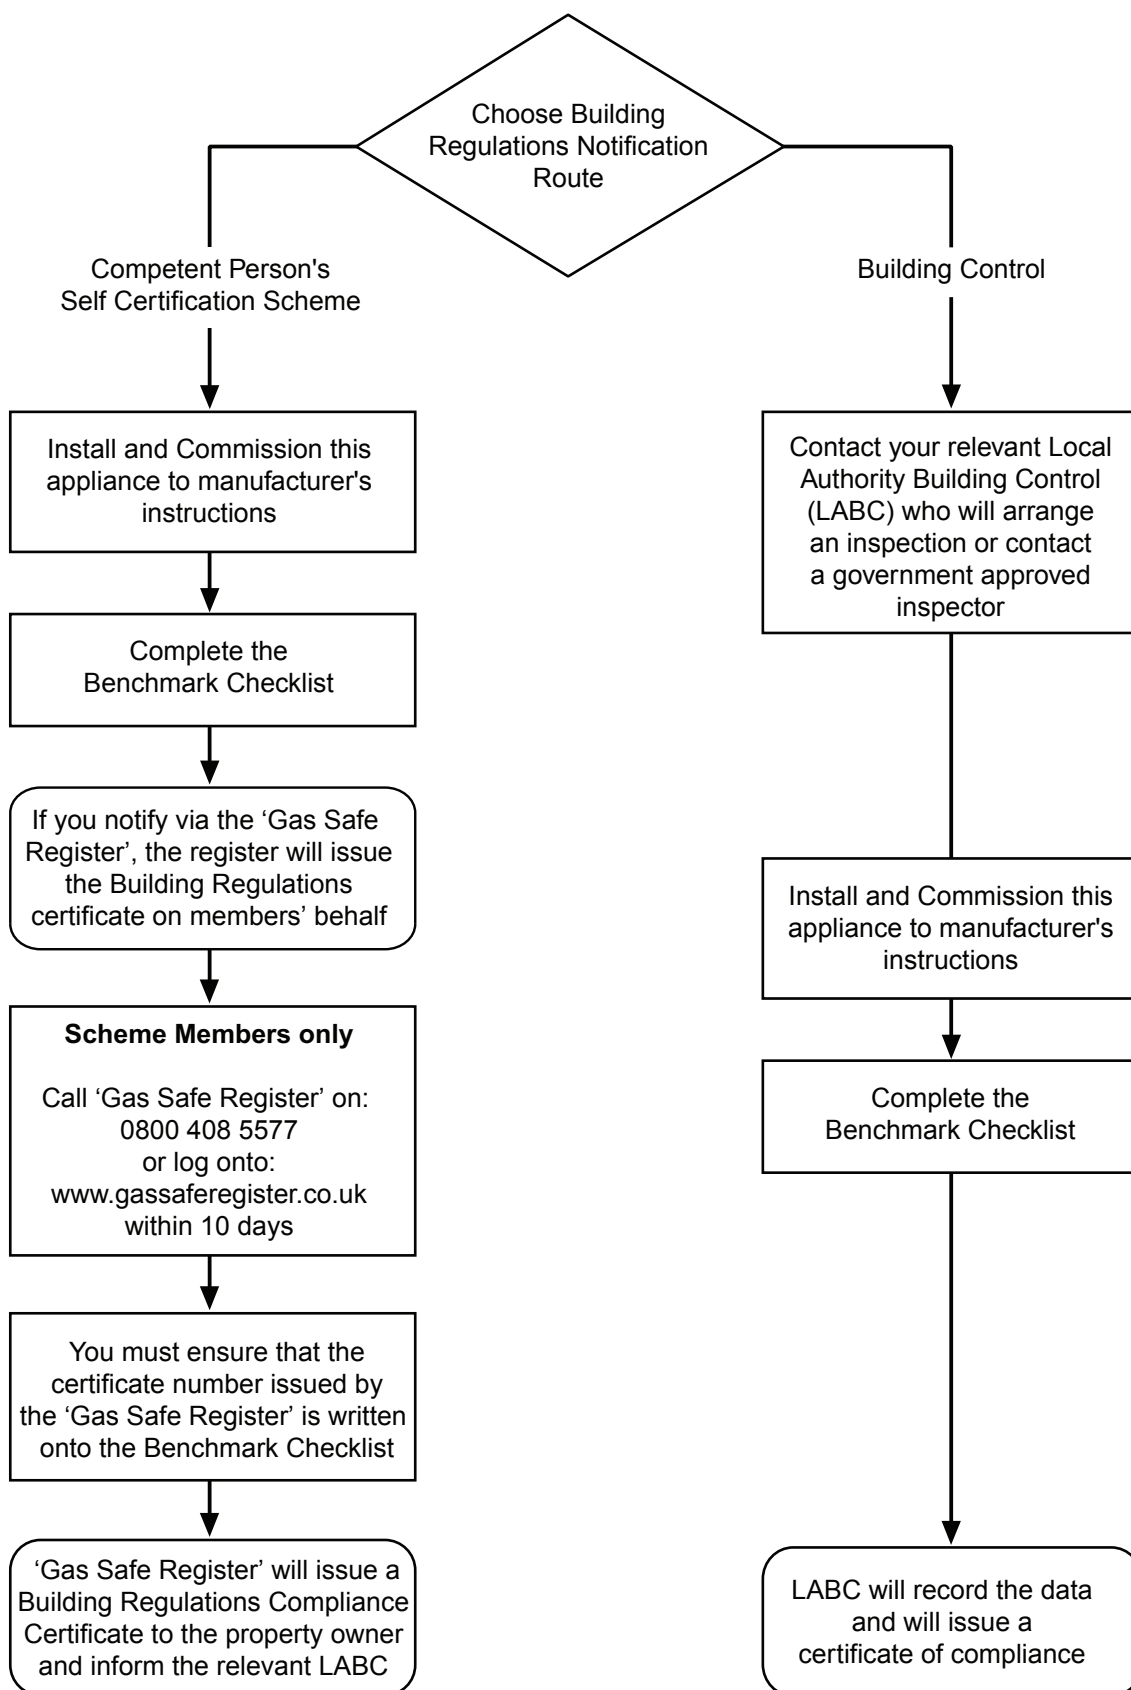 Choose Building
Regulations Notification
Route
Competent Person's
Self Certification Scheme
Building Control
Install and Commission this
appliance to manufacturer's
instructions
Complete the
Benchmark Checklist
If you notify via the ‘Gas Safe
Register’, the register will issue
the Building Regulations
certificate on members’ behalf
Scheme Members only
Call ‘Gas Safe Register’ on:
0800 408 5577
or log onto:
www.gassaferegister.co.uk
within 10 days
You must ensure that the
certificate number issued by
the ‘Gas Safe Register’ is written
onto the Benchmark Checklist
‘Gas Safe Register’ will issue a
Building Regulations Compliance
Certificate to the property owner
and inform the relevant LABC
Contact your relevant Local
Authority Building Control
(LABC) who will arrange
an inspection or contact
a government approved
inspector
Install and Commission this
appliance to manufacturer's
instructions
Complete the
Benchmark Checklist
LABC will record the data
and will issue a
certificate of compliance